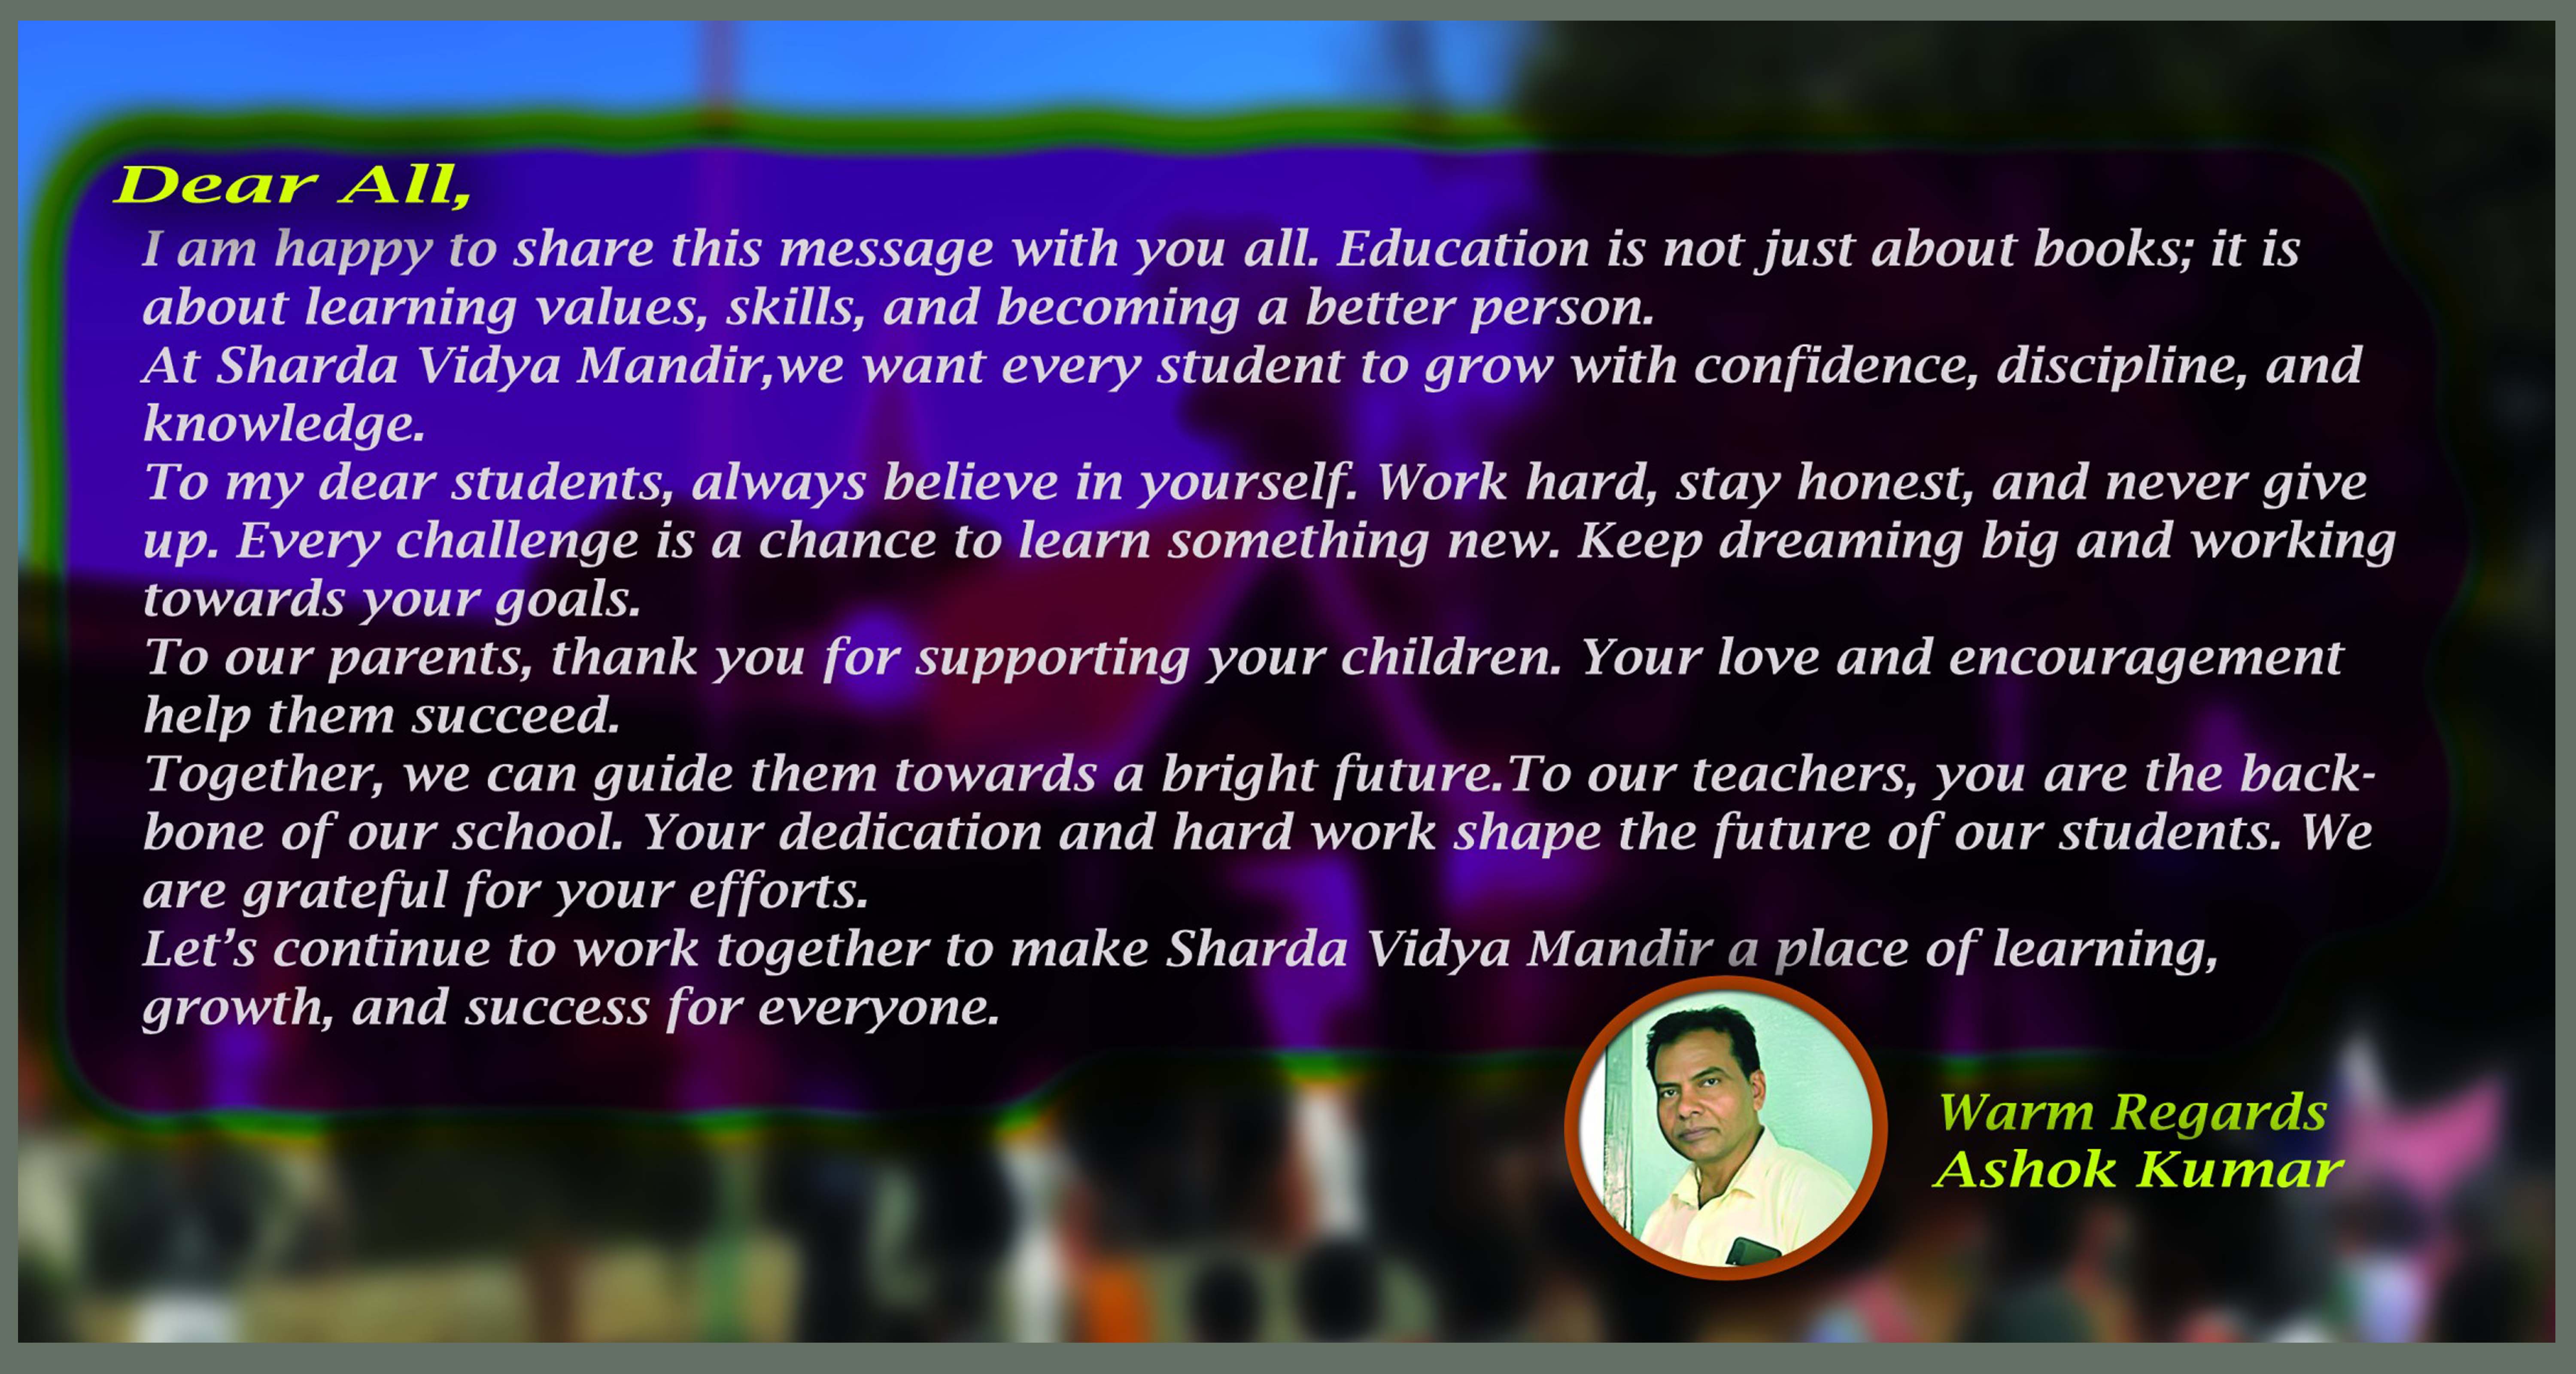 Dear All,
I am happy to share this message with you all. Education is not just about books; it is
about learning values, skills, and becoming a better person.
At Sharda Vidya Mandir,we want every student to grow with confidence, discipline, and
knowledge.
To my dear students, always believe in yourself. Work hard, stay honest, and never give
up. Every challenge is a chance to learn something new. Keep dreaming big and working
towards your goals.
To our parents, thank you for supporting your children. Your love and encouragement
help them succeed.
Together, we can guide them towards a bright future.To our teachers, you are the back-
bone of our school. Your dedication and hard work shape the future of our students. We
are grateful for your efforts.
Let’s continue to work together to make Sharda Vidya Mandir a place of learning,
growth, and success for everyone.
Warm Regards
Ashok Kumar